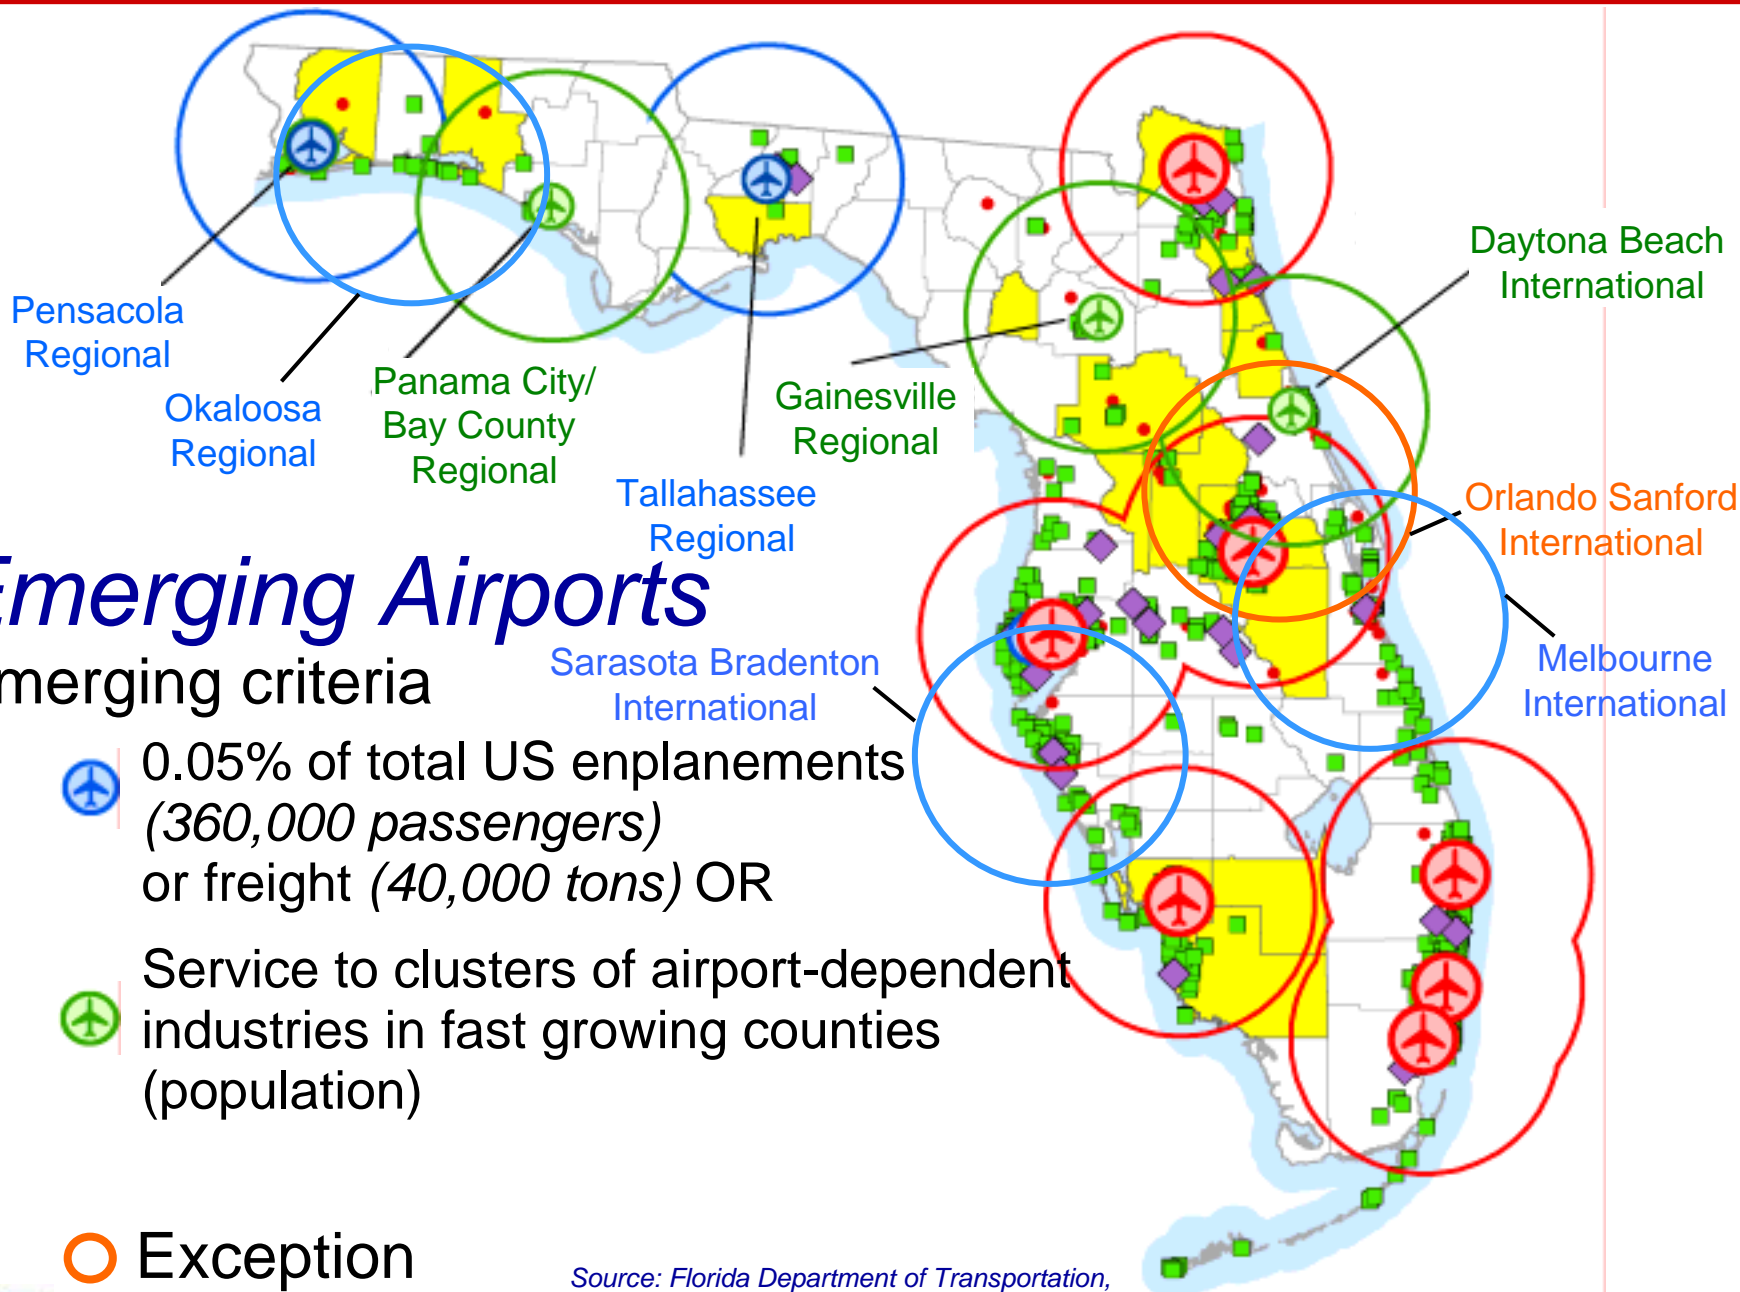 Pensacola
Regional
Okaloosa
Regional
Panama City/
Bay County
Regional
Tallahassee
Regional
Gainesville
Regional
Daytona Beach
International
Orlando Sanford
International
Melbourne
International
Emerging Airports
merging criteria
Sarasota Bradenton
International
0.05% of total US enplanements
(360,000 passengers)
or freight (40,000 tons) OR
Service to clusters of airport-dependent
industries in fast growing counties
(population)
Exception
Source: Florida Department of Transportation,